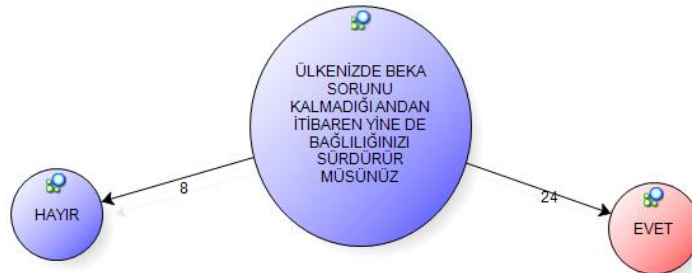 ÜLKENİZDE BEKA
SORUNU
KALMADIĞI ANDAN
İTİBAREN YİNE DE
BAĞLILIĞINIZI
SÜRDÜRÜR
MÜSÜNÜZ
8
24
HAYIR
EVET